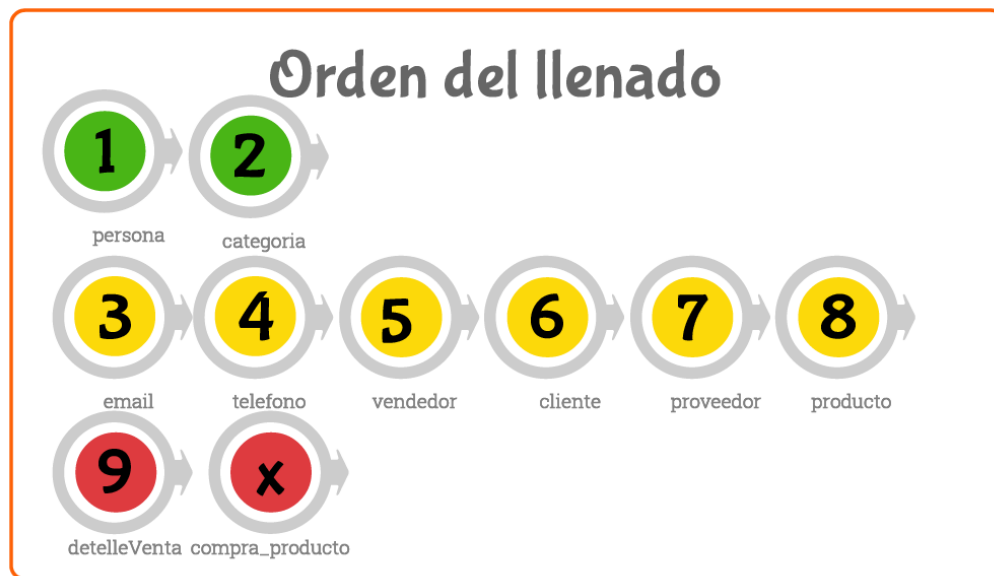 Orden del llenado
1 2
persona categoria
3 4 5 6 7 8
email telefono vendedor cliente proveedor producto
9 x
detelleVenta compra_producto